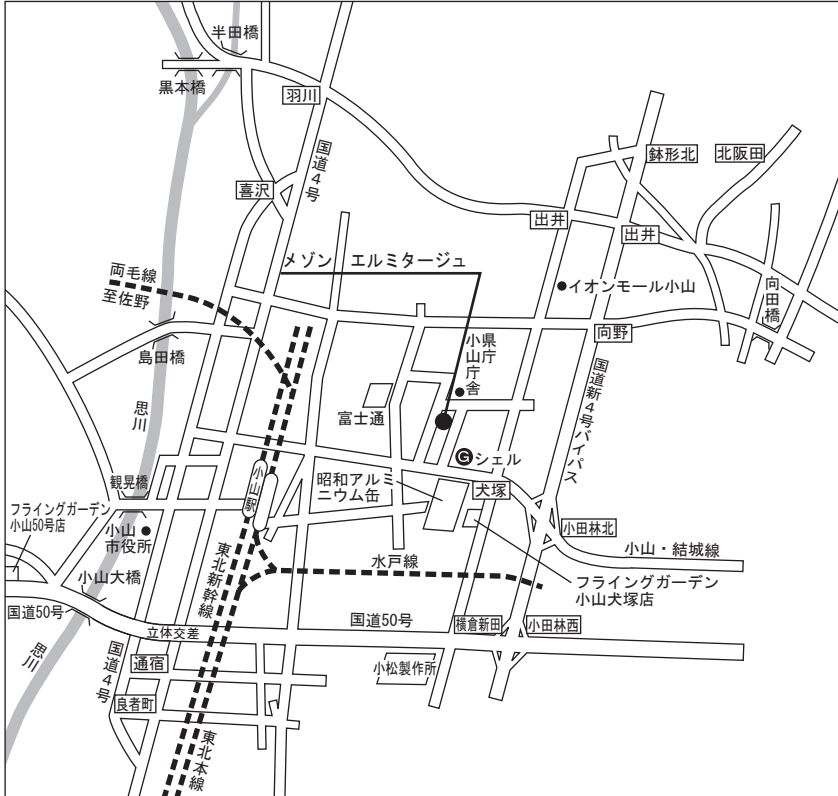 半田橋
黒本橋
羽川
国道4号
喜沢
鉢形北
北阪田
出井
出井
メゾン エルミタージュ
イオンモール小山
向田橋
両毛線
至佐野
島田橋
向野
小山庁舎
県庁
富士通
国道新4号バイパス
思川
G
シェル
昭和アルミ
ニウム缶
犬塚
小山駅
観晃橋
フライングガーデン
小山50号店
小山
市役所
小田林北
小山・結城線
水戸線
東北新幹線
フライングガーデン
小山犬塚店
小山大橋
国道50号
国道50号
立体交差
横倉新田
小田林西
思川
国道4号
通宿
小松製作所
良者町
東北本線